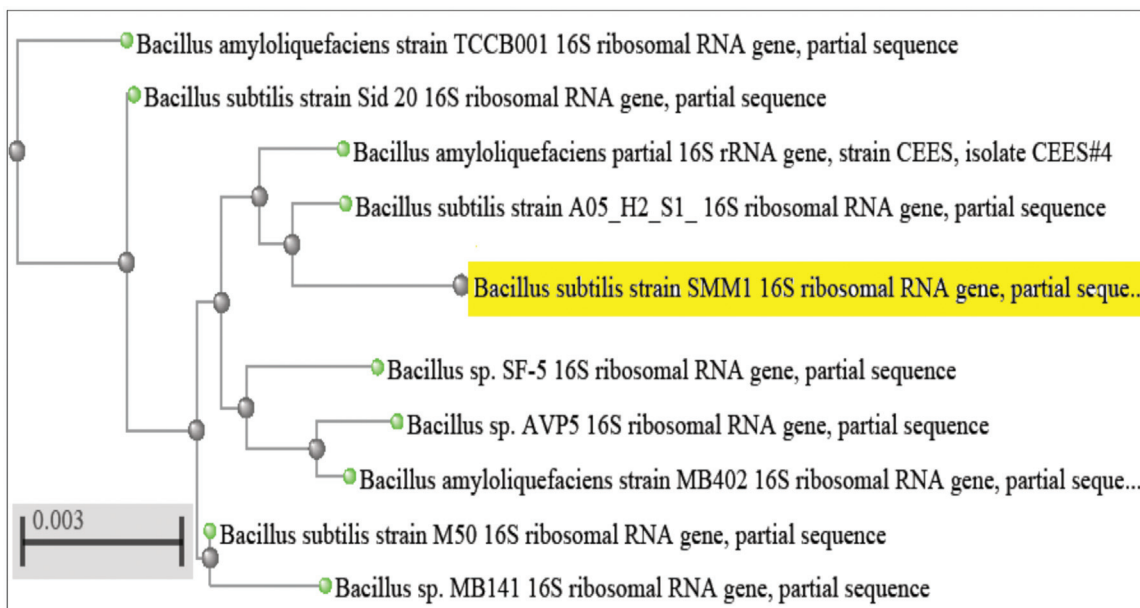 Bacillus amyloliquefaciens strain TCCB001 16S ribosomal RNA gene, partial sequence
Bacillus subtilis strain Sid 20 16S ribosomal RNA gene, partial sequence
Bacillus amyloliquefaciens partial 16S rRNA gene, strain CEES, isolate CEES#4
Bacillus subtilis strain A05_H2_S1_ 16S ribosomal RNA gene, partial sequence
Bacillus subtilis strain SMM1 16S ribosomal RNA gene, partial seque...
Bacillus sp. SF-5 16S ribosomal RNA gene, partial sequence
Bacillus sp. AVP5 16S ribosomal RNA gene, partial sequence
Bacillus amyloliquefaciens strain MB402 16S ribosomal RNA gene, partial seque...
0.003
Bacillus subtilis strain M50 16S ribosomal RNA gene, partial sequence
Bacillus sp. MB141 16S ribosomal RNA gene, partial sequence